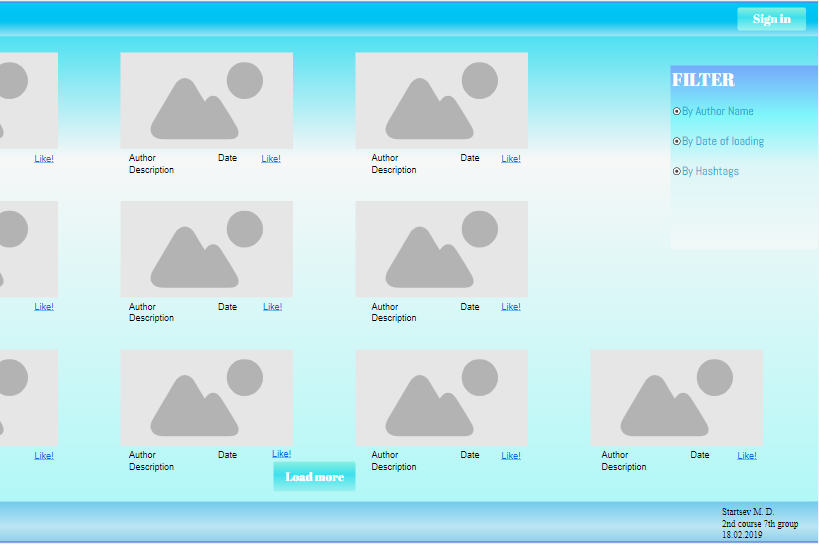 Sign in
FILTER
By Author Name
By Date of loading
By Hashtags
Like!
Author Date Like!
Description
Author Date Like!
Description
Like!
Author Date Like!
Description
Author Date Like!
Description
Like!
Author Date Like!
Description
Author Date Like!
Description
Author Date Like!
Description
Load more
Startsev M. D.
2nd course 7th group
18.02.2019